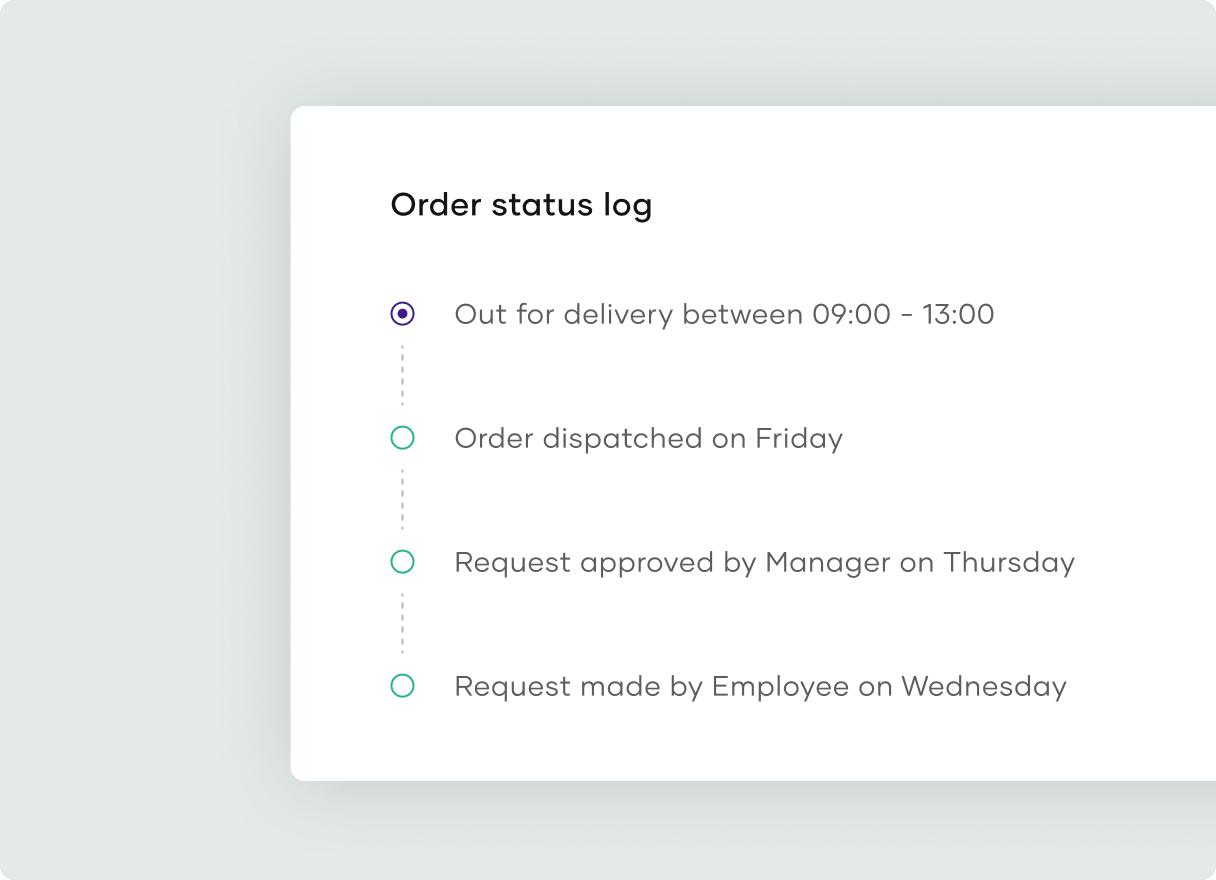 Order status log
Out for delivery between 09:00 - 13:00
Order dispatched on Friday
Request approved by Manager on Thursday
Request made by Employee on Wednesday